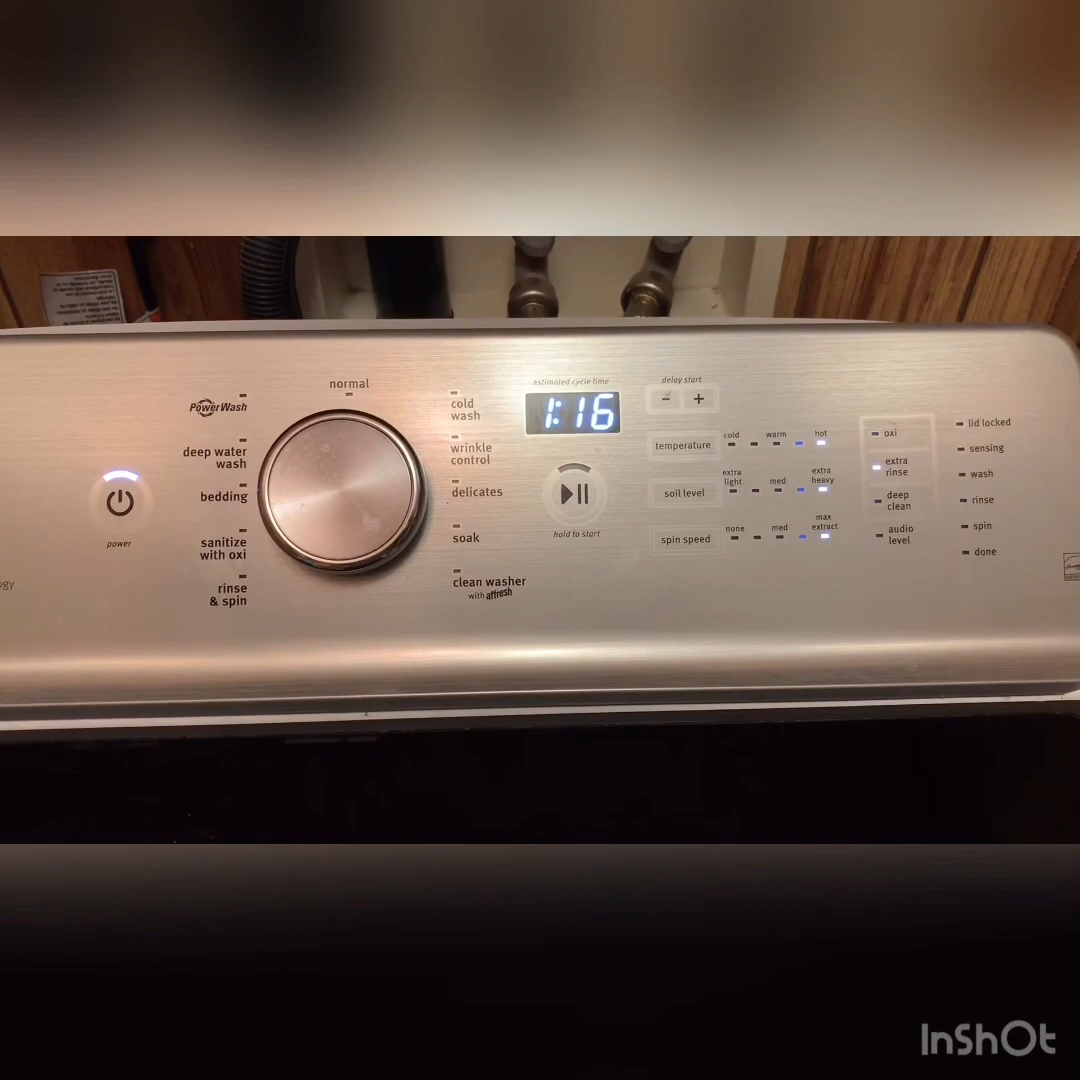 normal
PowerWash
deep water
wash
bedding
sanitize
with oxi
rinse
& spin
power
cold
wash
wrinkle
control
delicates
soak
clean washer
with affresh
estimated cycle time
1:16
hold to start
delay start
- +
temperature
cold warm hot
soil level
extra
light
med
extra
heavy
spin speed
none med
max
extract
oxi
extra
rinse
deep
clean
audio
level
lid locked
sensing
wash
rinse
spin
done
InShOt